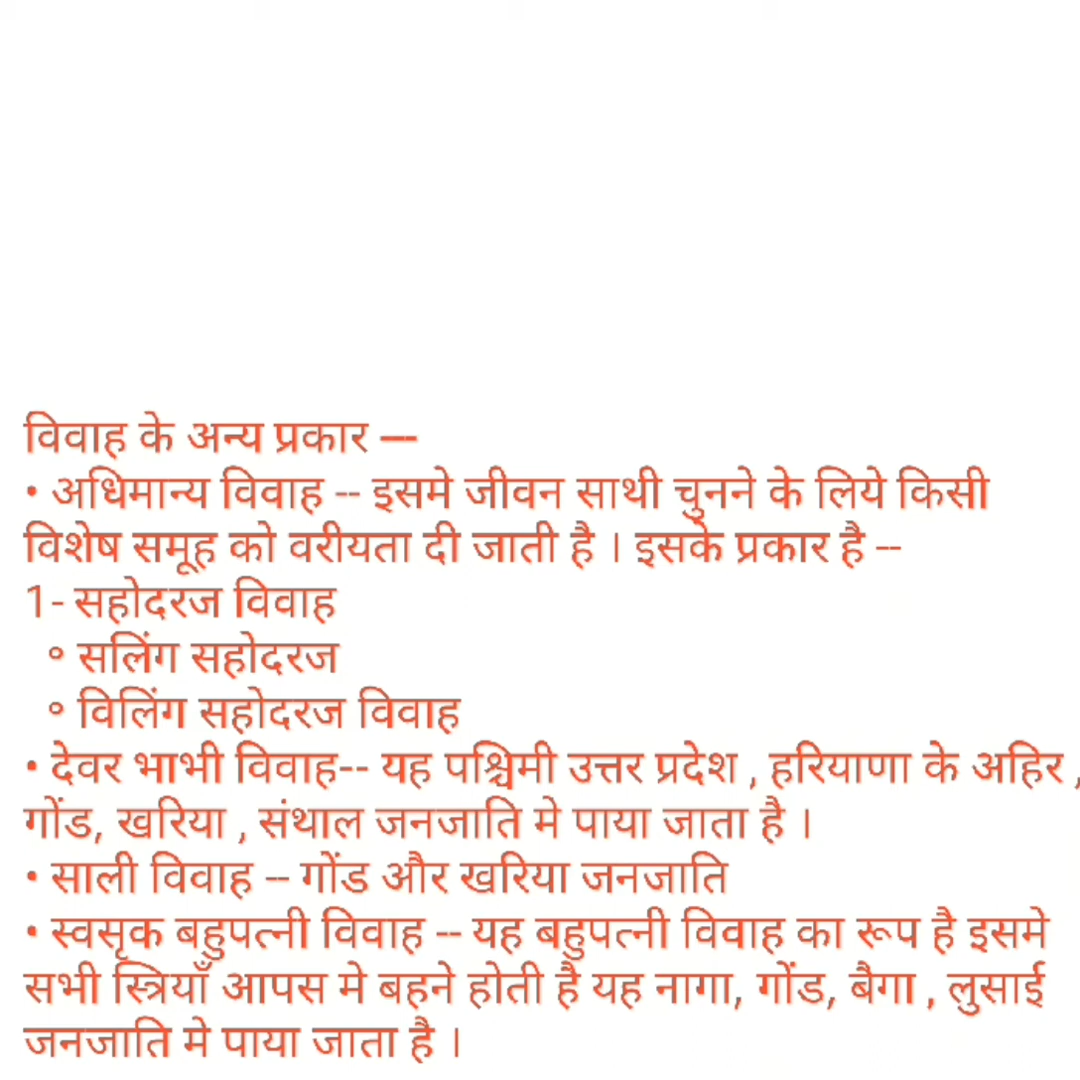 विवाह के अन्य प्रकार —-
• अधिमान्य विवाह -- इसमे जीवन साथी चुनने के लिये किसी
विशेष समूह को वरीयता दी जाती है । इसके प्रकार है --
1- सहोदरज विवाह
° सलिंग सहोदरज
° विलिंग सहोदरज विवाह
• देवर भाभी विवाह-- यह पश्चिमी उत्तर प्रदेश , हरियाणा के अहिर ,
गोंड, खरिया , संथाल जनजाति मे पाया जाता है ।
• साली विवाह -- गोंड और खरिया जनजाति
• स्वसृक बहुपत्नी विवाह -- यह बहुपत्नी विवाह का रूप है इसमे
सभी स्त्रियाँ आपस मे बहने होती है यह नागा, गोंड, बैगा , लुसाई
जनजाति मे पाया जाता है ।